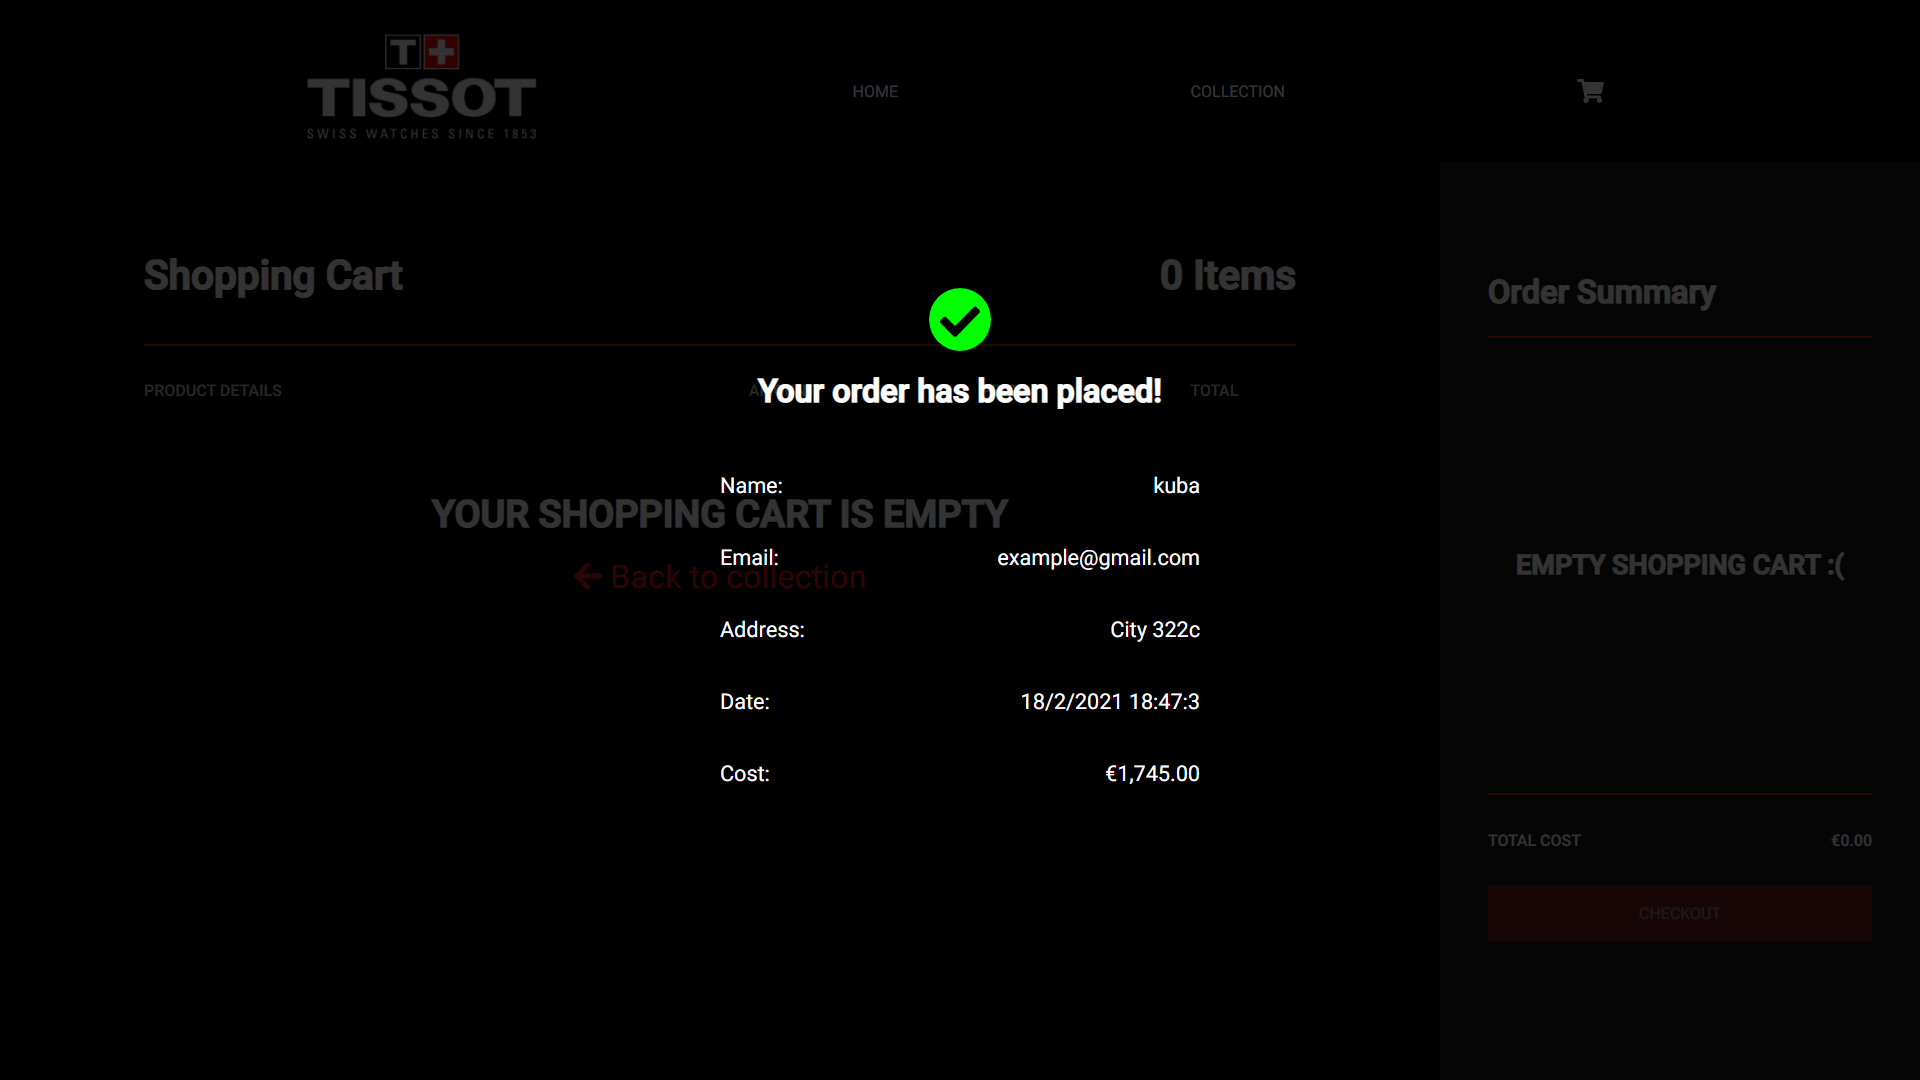 T+
TISSOT
SWISS WATCHES SINCE 1853
HOME
COLLECTION
Shopping Cart
0 Items
PRODUCT DETAILS
TOTAL
YOUR SHOPPING CART IS EMPTY
Back to collection
Order Summary
EMPTY SHOPPING CART :(
TOTAL COST €0.00
CHECKOUT
Your order has been placed!
Name: kuba
Email: example@gmail.com
Address: City 322c
Date: 18/2/2021 18:47:3
Cost: €1,745.00